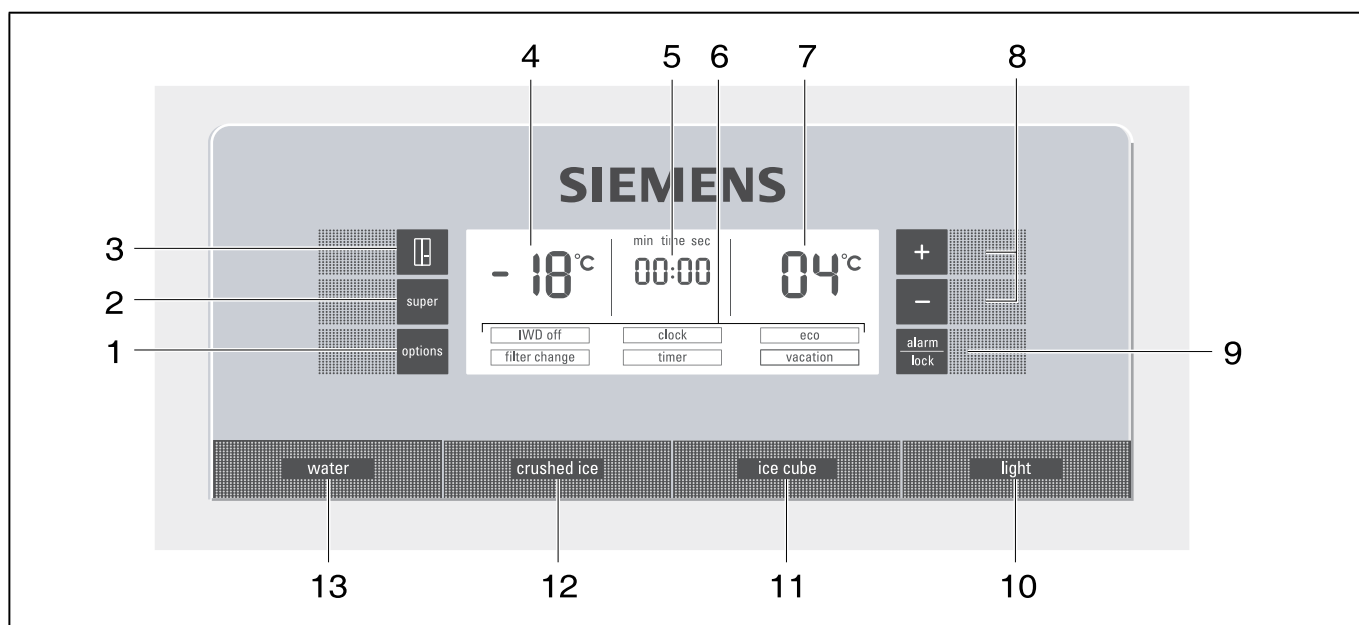 4 5 6 7 8
SIEMENS
3
2 super
1 options
min time sec
-18°C 00:00 04°C
IWD off clock eco
filter change timer vacation
+
−
alarm
lock 9
water crushed ice ice cube light
13 12 11 10